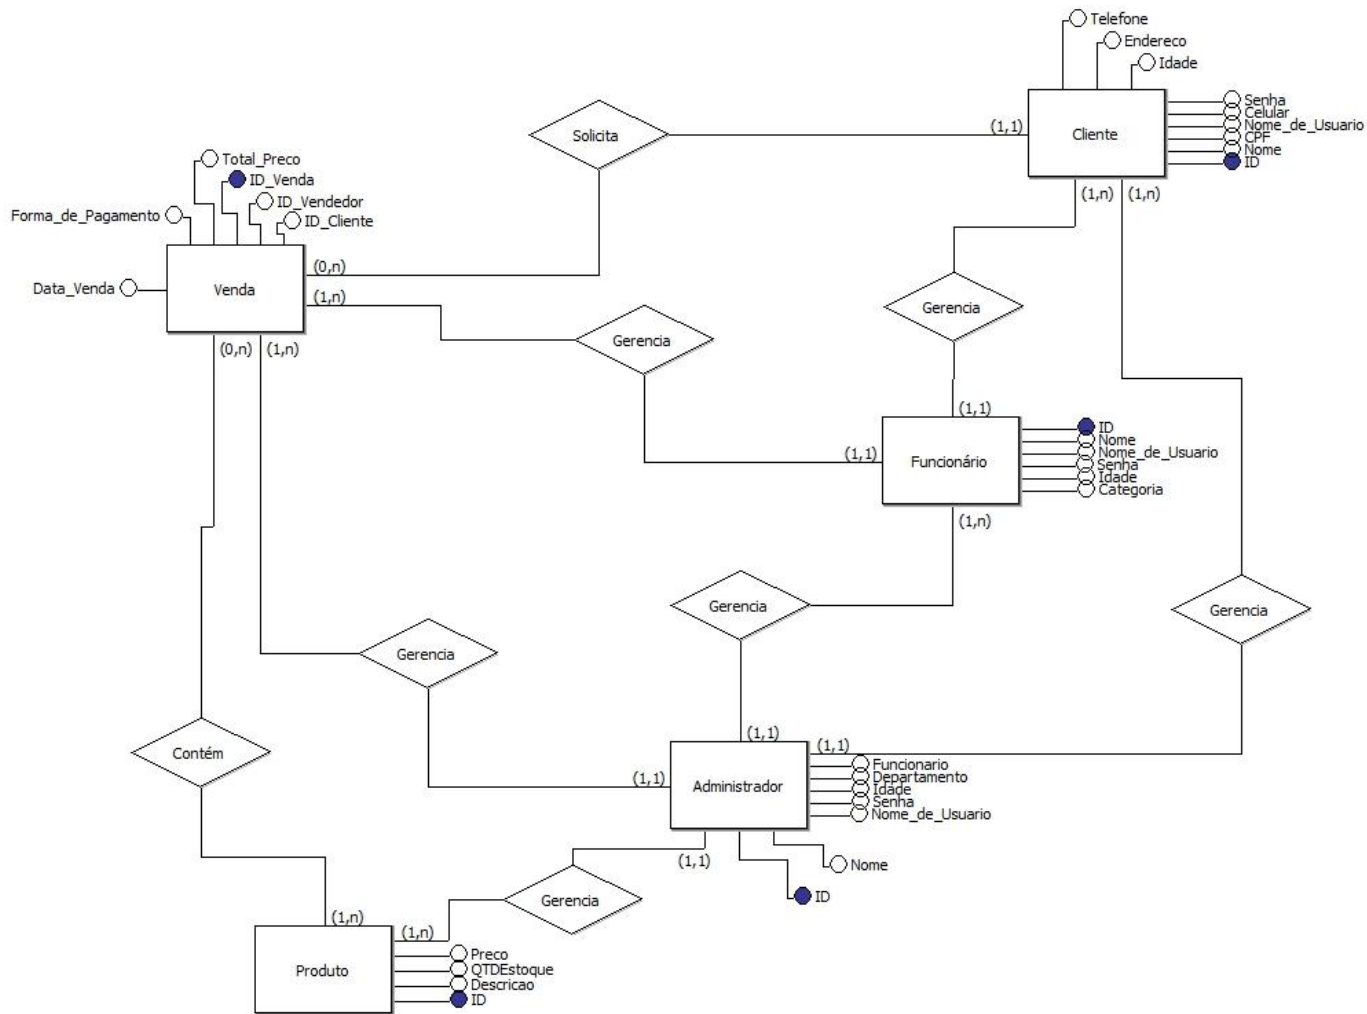 Telefone
Endereco
Idade
Senha
Celular
Nome_de_Usuario
CPF
Nome
ID
(1,1)
Cliente
Solicita
(1,n)
(1,n)
Total_Preco
ID_Venda
ID_Vendedor
Forma_de_Pagamento
ID_Cliente
Data_Venda
Venda
(0,n)
(1,n)
(0,n)
(1,n)
Gerencia
Gerencia
(1,1)
(1,1)
Funcionário
ID
Nome
Nome_de_Usuario
Senha
Idade
Categoria
(1,n)
Gerencia
Gerencia
Gerencia
Contém
(1,1)
(1,1)
(1,1)
Administrador
Funcionario
Departamento
Idade
Senha
Nome_de_Usuario
(1,1)
Nome
ID
Gerencia
(1,n)
(1,n)
Produto
Preco
QTDEstoque
Descricao
ID